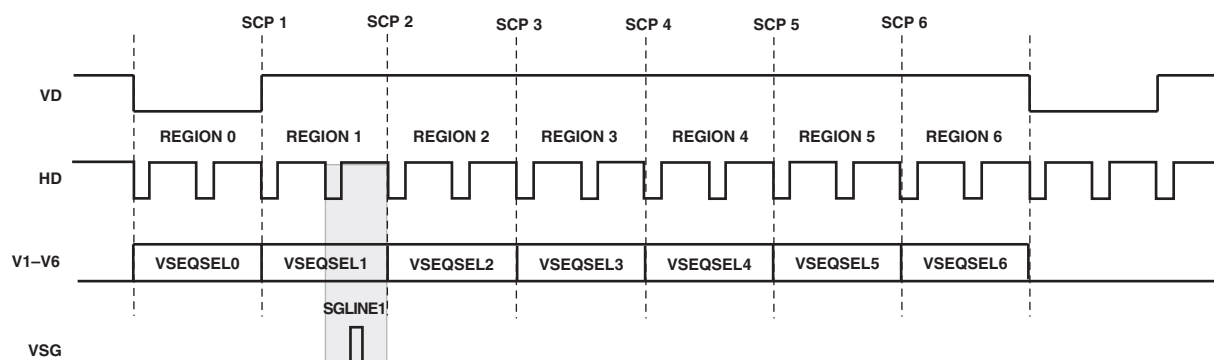 SCP 1 SCP 2 SCP 3 SCP 4 SCP 5 SCP 6
VD
REGION 0 REGION 1 REGION 2 REGION 3 REGION 4 REGION 5 REGION 6
HD
V1–V6 VSEQSEL0 VSEQSEL1 VSEQSEL2 VSEQSEL3 VSEQSEL4 VSEQSEL5 VSEQSEL6
SGLINE1
VSG